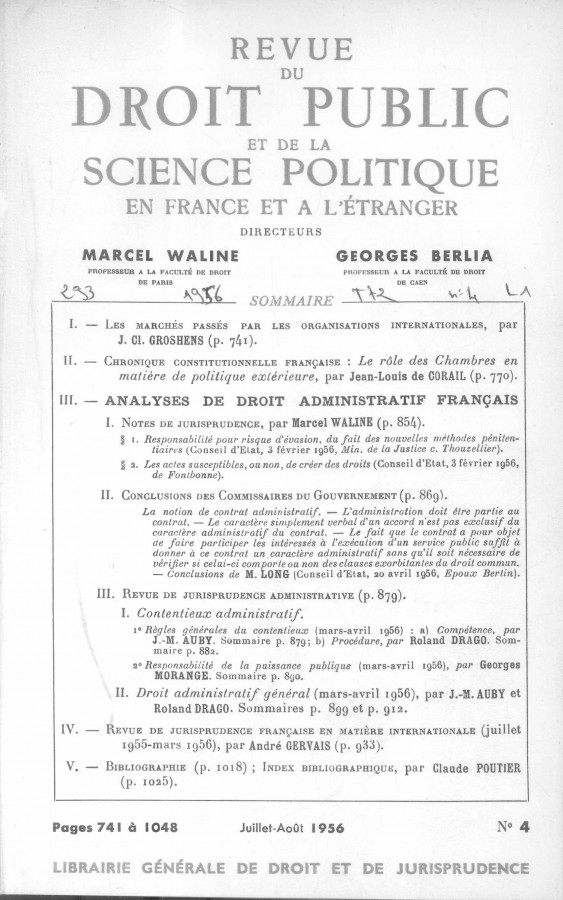 REVUE
DU
DROIT PUBLIC
ET DE LA
SCIENCE POLITIQUE
EN FRANCE ET A L'ÉTRANGER
DIRECTEURS
MARCEL WALINE GEORGES BERLIA
PROFESSEUR A LA FACULTÉ DE DROIT PROFESSEUR A LA FACULTÉ DE DROIT
DE PARIS DE CAEN
293 1956 SOMMAIRE T72 n°4 L1
I. — LES MARCHÉS PASSÉS PAR LES ORGANISATIONS INTERNATIONALES, par
J. Cl. GROSHENS (p. 741).
II. — CHRONIQUE CONSTITUTIONNELLE FRANÇAISE : Le rôle des Chambres en
matière de politique extérieure, par Jean-Louis de CORAIL (p. 770).
III. — ANALYSES DE DROIT ADMINISTRATIF FRANÇAIS
I. NOTES DE JURISPRUDENCE, par Marcel WALINE (p. 854).
§ 1. Responsabilité pour risque d'évasion, du fait des nouvelles méthodes péniten-
tiaires (Conseil d'Etat, 3 février 1956, Min. de la Justice c. Thouzellier).
§ 2. Les actes susceptibles, ou non, de créer des droits (Conseil d'Etat, 3 février 1956,
de Fontbonne).
II. CONCLUSIONS DES COMMISSAIRES DU GOUVERNEMENT (p. 869).
La notion de contrat administratif. — L'administration doit être partie au
contrat. — Le caractère simplement verbal d'un accord n'est pas exclusif du
caractère administratif du contrat. — Le fait que le contrat a pour objet
de faire participer les intéressés à l'exécution d'un service public suffit à
donner à ce contrat un caractère administratif sans qu'il soit nécessaire de
vérifier si celui-ci comporte ou non des clauses exorbitantes du droit commun.
— Conclusions de M. LONG (Conseil d'Etat, 20 avril 1956, Epoux Bertin).
III. REVUE DE JURISPRUDENCE ADMINISTRATIVE (p. 879).
I. Contentieux administratif.
1° Règles générales du contentieux (mars-avril 1956) : a) Compétence, par
J.-M. AUBY. Sommaire p. 879; b) Procédure, par Roland DRAGO. Som-
maire p. 882.
2° Responsabilité de la puissance publique (mars-avril 1956), par Georges
MORANGE. Sommaire p. 890.
II. Droit administratif général (mars-avril 1956), par J.-M. AUBY et
Roland DRAGO. Sommaires p. 899 et p. 912.
IV. — REVUE DE JURISPRUDENCE FRANÇAISE EN MATIÈRE INTERNATIONALE (juillet
1955-mars 1956), par André GERVAIS (p. 933).
V. — BIBLIOGRAPHIE (p. 1018) ; INDEX BIBLIOGRAPHIQUE, par Claude POUTIER
(p. 1025).
Pages 741 à 1048 Juillet-Août 1956 N° 4
LIBRAIRIE GÉNÉRALE DE DROIT ET DE JURISPRUDENCE